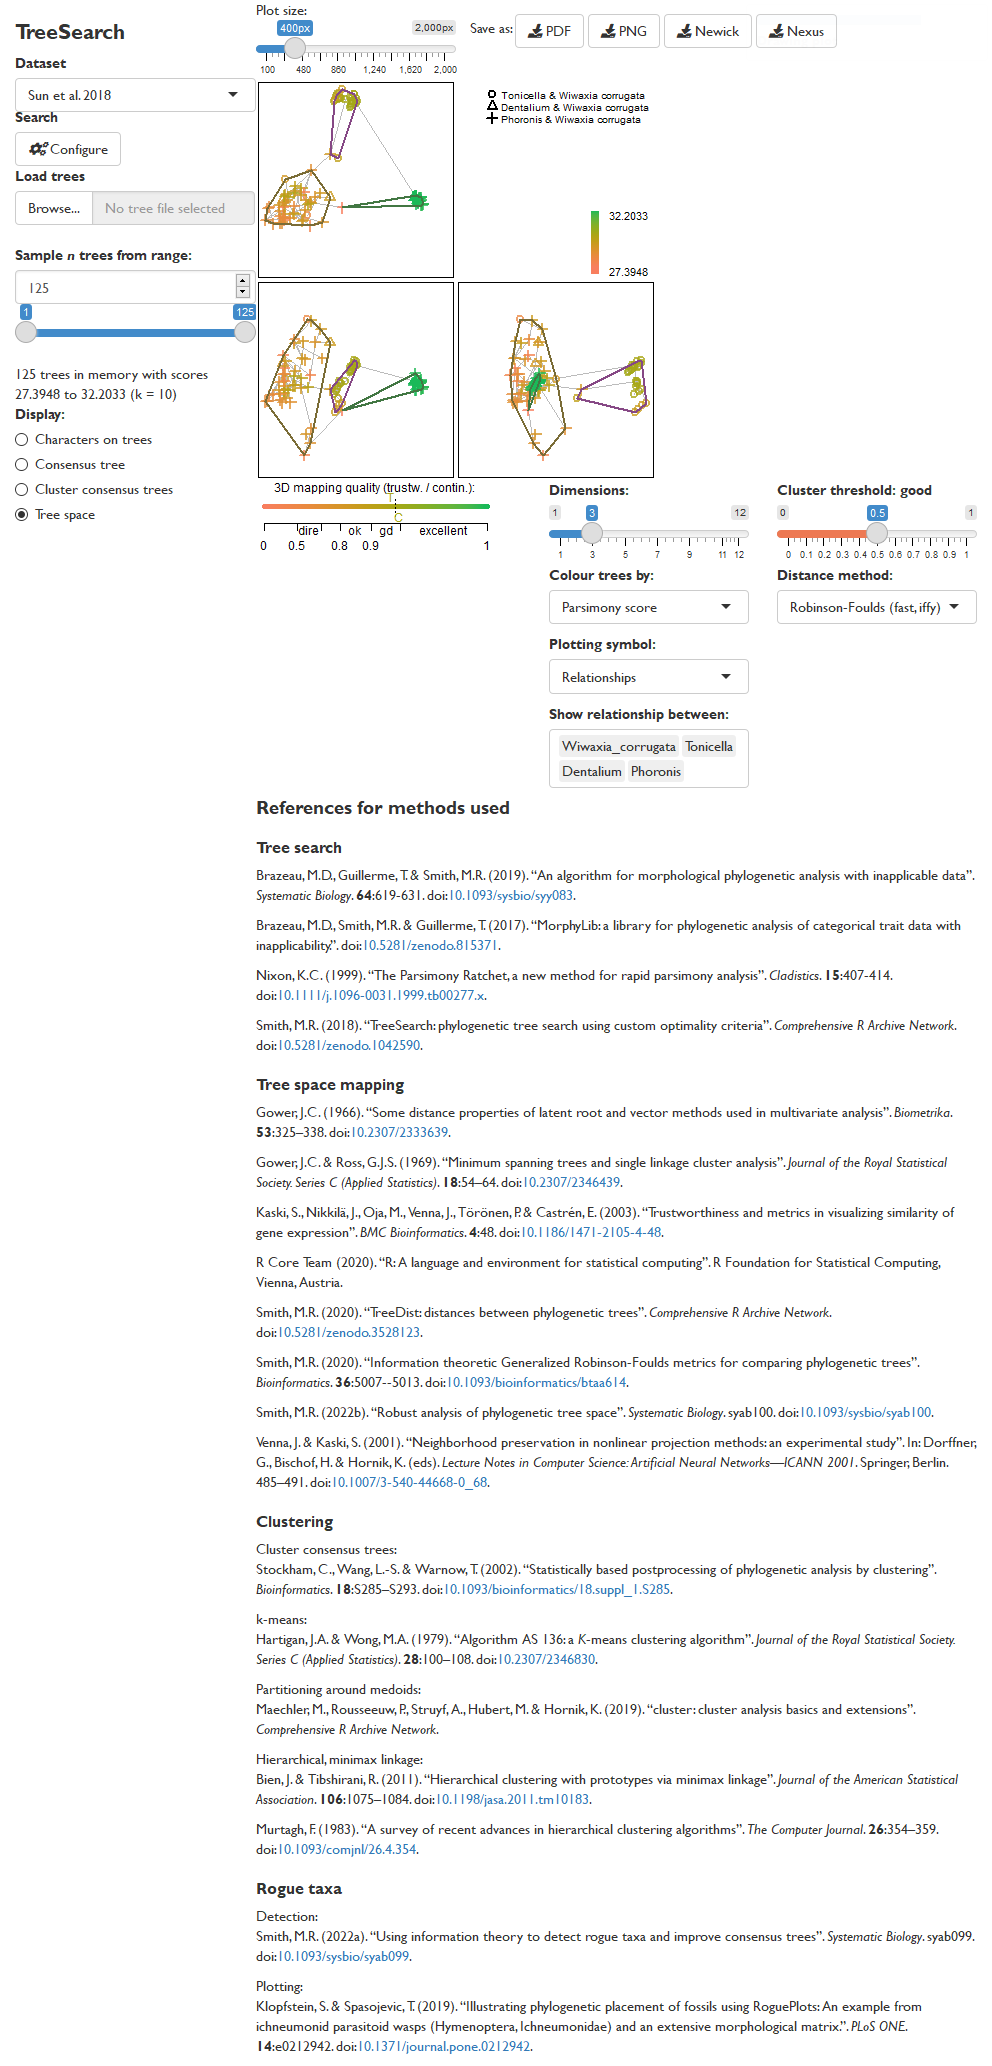 TreeSearch
Dataset
Sun et al. 2018
Search
Configure
Load trees
Browse... No tree file selected
Sample n trees from range:
125
1 125
125 trees in memory with scores
27.3948 to 32.2033 (k = 10)
Display:
Characters on trees
Consensus tree
Cluster consensus trees
Tree space
Plot size:
400px 2,000px
100 480 860 1,240 1,620 2,000
Save as: PDF PNG Newick Nexus
Tonicella & Wiwaxia corrugata
Dentalium & Wiwaxia corrugata
Phoronis & Wiwaxia corrugata
32.2033
27.3948
3D mapping quality (trustw. / contin.):
T
C
dire ok gd excellent
0 0.5 0.8 0.9 1
Dimensions:
1 3 12
1 3 5 7 9 11 12
Colour trees by:
Parsimony score
Plotting symbol:
Relationships
Show relationship between:
Wiwaxia_corrugata Tonicella
Dentalium Phoronis
Cluster threshold: good
0 0.5 1
0 0.1 0.2 0.3 0.4 0.5 0.6 0.7 0.8 0.9 1
Distance method:
Robinson-Foulds (fast, iffy)
References for methods used
Tree search
Brazeau, M.D., Guillerme, T. & Smith, M.R. (2019). “An algorithm for morphological phylogenetic analysis with inapplicable data”.
Systematic Biology. 64:619-631. doi:10.1093/sysbio/syy083.
Brazeau, M.D., Smith, M.R. & Guillerme, T. (2017). “MorphyLib: a library for phylogenetic analysis of categorical trait data with
inapplicability.”. doi:10.5281/zenodo.815371.
Nixon, K.C. (1999). “The Parsimony Ratchet, a new method for rapid parsimony analysis”. Cladistics. 15:407-414.
doi:10.1111/j.1096-0031.1999.tb00277.x.
Smith, M.R. (2018). “TreeSearch: phylogenetic tree search using custom optimality criteria”. Comprehensive R Archive Network.
doi:10.5281/zenodo.1042590.
Tree space mapping
Gower, J.C. (1966). “Some distance properties of latent root and vector methods used in multivariate analysis”. Biometrika.
53:325–338. doi:10.2307/2333639.
Gower, J.C. & Ross, G.J.S. (1969). “Minimum spanning trees and single linkage cluster analysis”. Journal of the Royal Statistical
Society. Series C (Applied Statistics). 18:54–64. doi:10.2307/2346439.
Kaski, S., Nikkilä, J., Oja, M., Venna, J., Törönen, P. & Castrén, E. (2003). “Trustworthiness and metrics in visualizing similarity of
gene expression”. BMC Bioinformatics. 4:48. doi:10.1186/1471-2105-4-48.
R Core Team (2020). “R: A language and environment for statistical computing”. R Foundation for Statistical Computing,
Vienna, Austria.
Smith, M.R. (2020). “TreeDist: distances between phylogenetic trees”. Comprehensive R Archive Network.
doi:10.5281/zenodo.3528123.
Smith, M.R. (2020). “Information theoretic Generalized Robinson-Foulds metrics for comparing phylogenetic trees”.
Bioinformatics. 36:5007--5013. doi:10.1093/bioinformatics/btaa614.
Smith, M.R. (2022b). “Robust analysis of phylogenetic tree space”. Systematic Biology. syab100. doi:10.1093/sysbio/syab100.
Venna, J. & Kaski, S. (2001). “Neighborhood preservation in nonlinear projection methods: an experimental study”. In: Dorffner,
G., Bischof, H. & Hornik, K. (eds). Lecture Notes in Computer Science: Artificial Neural Networks—ICANN 2001. Springer, Berlin.
485–491. doi:10.1007/3-540-44668-0_68.
Clustering
Cluster consensus trees:
Stockham, C., Wang, L.-S. & Warnow, T. (2002). “Statistically based postprocessing of phylogenetic analysis by clustering”.
Bioinformatics. 18:S285–S293. doi:10.1093/bioinformatics/18.suppl_1.S285.
k-means:
Hartigan, J.A. & Wong, M.A. (1979). “Algorithm AS 136: a K-means clustering algorithm”. Journal of the Royal Statistical Society.
Series C (Applied Statistics). 28:100–108. doi:10.2307/2346830.
Partitioning around medoids:
Maechler, M., Rousseeuw, P., Struyf, A., Hubert, M. & Hornik, K. (2019). “cluster: cluster analysis basics and extensions”.
Comprehensive R Archive Network.
Hierarchical, minimax linkage:
Bien, J. & Tibshirani, R. (2011). “Hierarchical clustering with prototypes via minimax linkage”. Journal of the American Statistical
Association. 106:1075–1084. doi:10.1198/jasa.2011.tm10183.
Murtagh, F. (1983). “A survey of recent advances in hierarchical clustering algorithms”. The Computer Journal. 26:354–359.
doi:10.1093/comjnl/26.4.354.
Rogue taxa
Detection:
Smith, M.R. (2022a). “Using information theory to detect rogue taxa and improve consensus trees”. Systematic Biology. syab099.
doi:10.1093/sysbio/syab099.
Plotting:
Klopfstein, S. & Spasojevic, T. (2019). “Illustrating phylogenetic placement of fossils using RoguePlots: An example from
ichneumonid parasitoid wasps (Hymenoptera, Ichneumonidae) and an extensive morphological matrix.”. PLoS ONE.
14:e0212942. doi:10.1371/journal.pone.0212942.